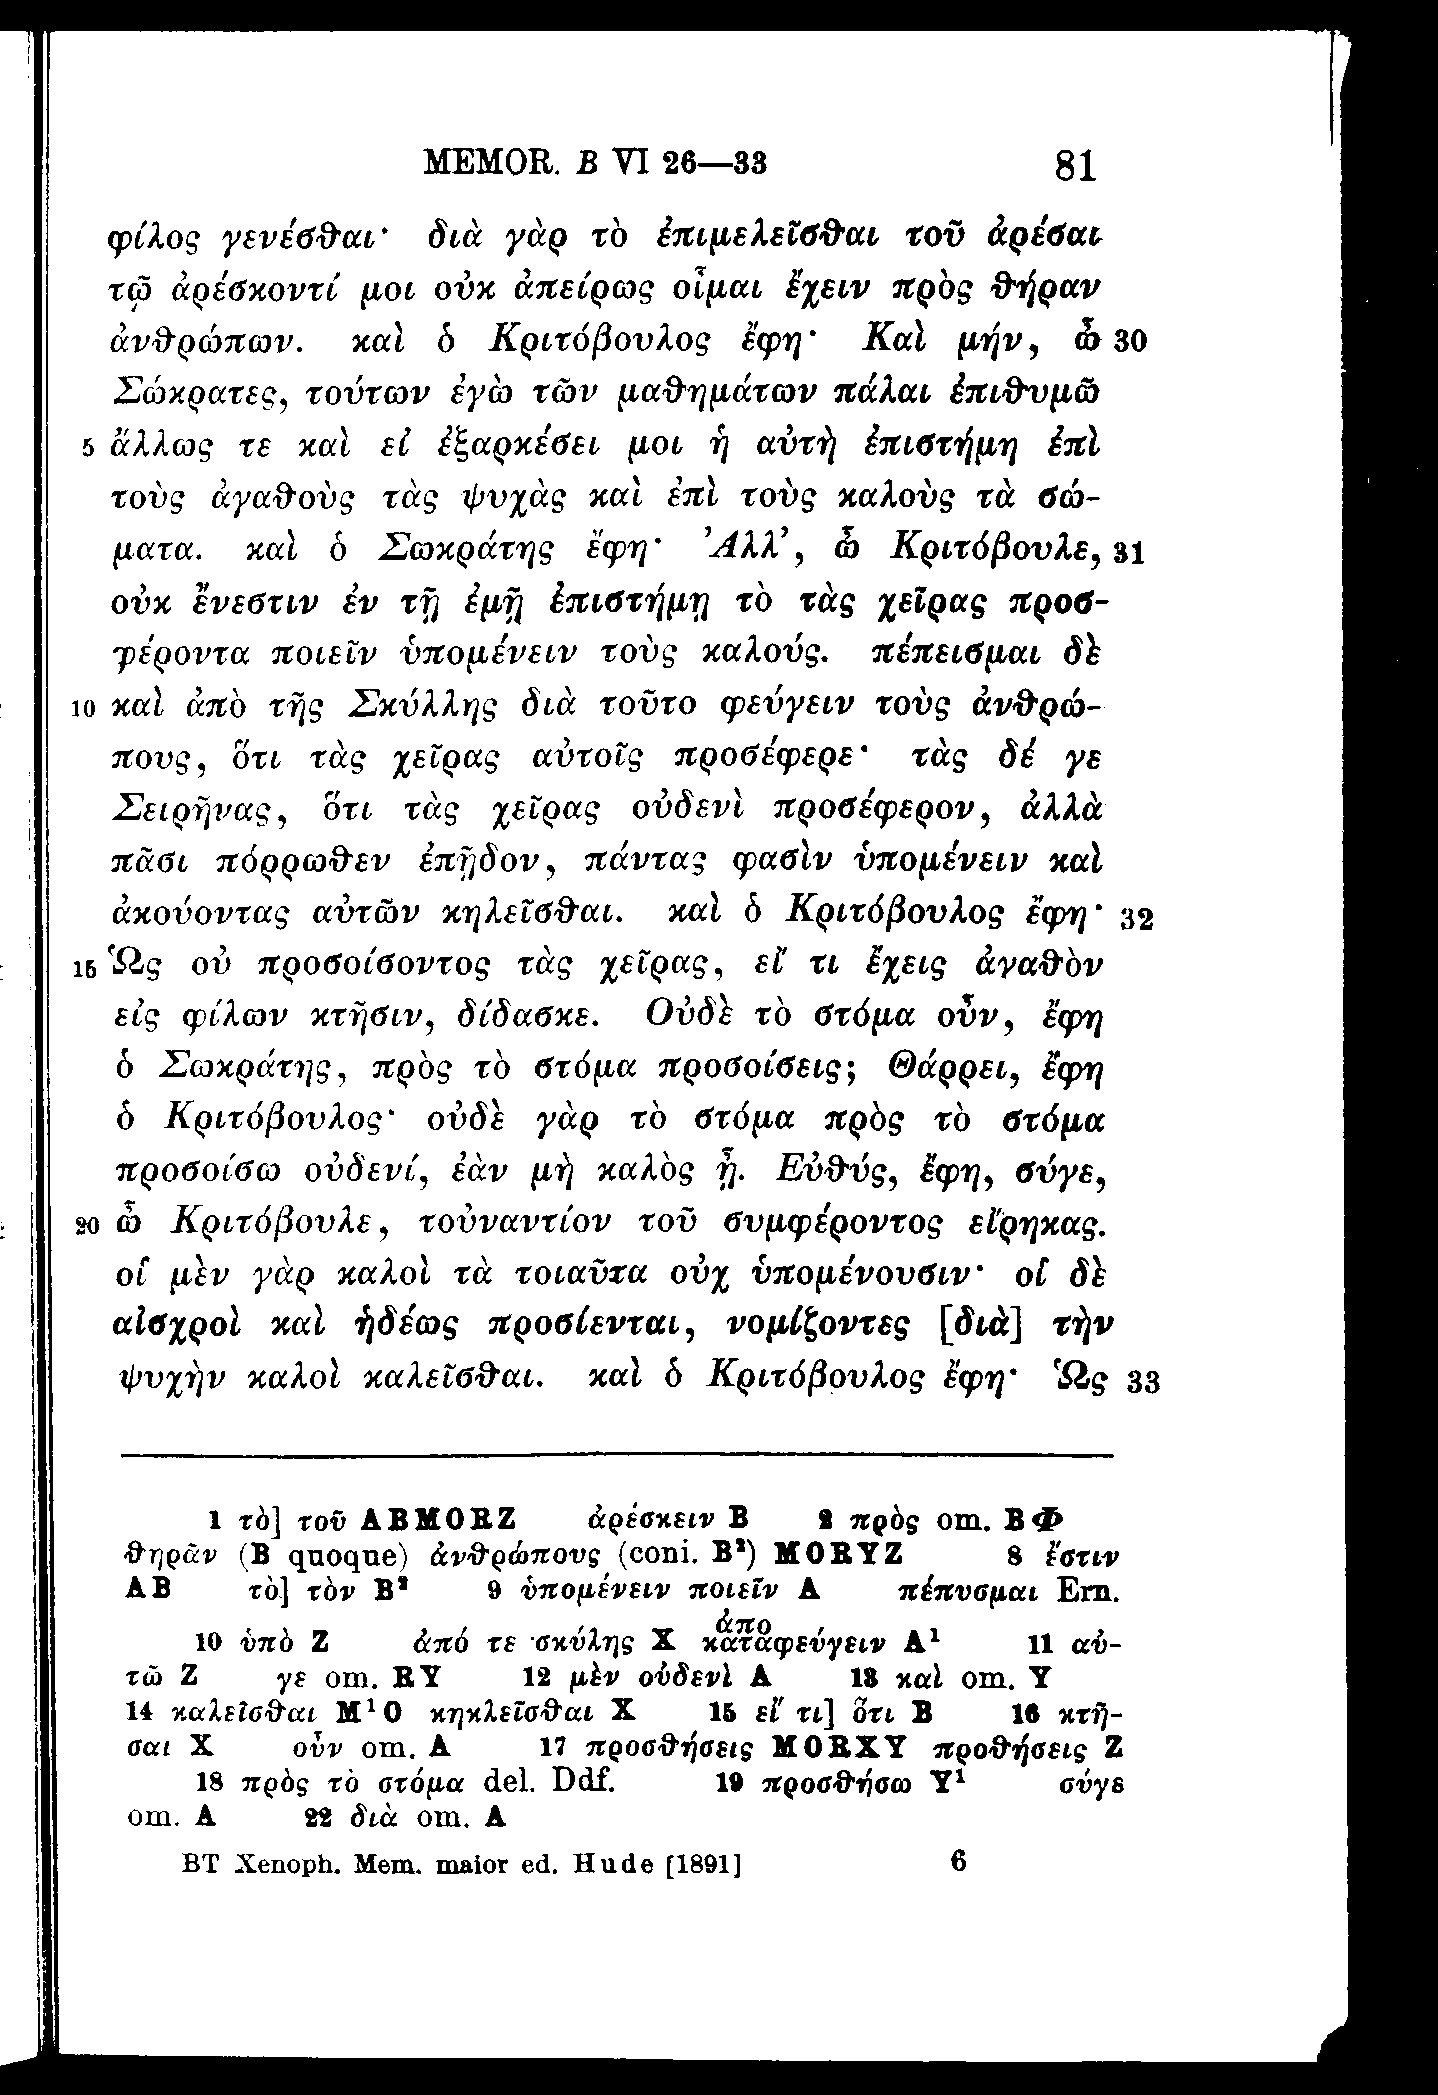 MEMOR. B VI 26—33 81
φίλος γενέσθαι· διὰ γὰρ τὸ ἐπιμελεῖσθαι τοῦ ἀρέσαι
τῷ ἀρέσκοντί μοι οὐκ ἀπείρως οἶμαι ἔχειν πρὸς θήραν
ἀνθρώπων. καὶ ὁ Κριτόβουλος ἔφη· Καὶ μήν, ὦ 30
Σώκρατες, τούτων ἐγὼ τῶν μαθημάτων πάλαι ἐπιθυμῶ
5 ἄλλως τε καὶ εἰ ἐξαρκέσει μοι ἡ αὐτὴ ἐπιστήμη ἐπὶ
τοὺς ἀγαθοὺς τὰς ψυχὰς καὶ ἐπὶ τοὺς καλοὺς τὰ σώ-
ματα. καὶ ὁ Σωκράτης ἔφη· Ἀλλ’, ὦ Κριτόβουλε, 31
οὐκ ἔνεστιν ἐν τῇ ἐμῇ ἐπιστήμῃ τὸ τὰς χεῖρας προσ-
φέροντα ποιεῖν ὑπομένειν τοὺς καλούς. πέπεισμαι δὲ
10 καὶ ἀπὸ τῆς Σκύλλης διὰ τοῦτο φεύγειν τοὺς ἀνθρώ-
πους, ὅτι τὰς χεῖρας αὐτοῖς προσέφερε· τὰς δέ γε
Σειρῆνας, ὅτι τὰς χεῖρας οὐδενὶ προσέφερον, ἀλλὰ
πᾶσι πόρρωθεν ἐπῇδον, πάντας φασὶν ὑπομένειν καὶ
ἀκούοντας αὐτῶν κηλεῖσθαι. καὶ ὁ Κριτόβουλος ἔφη· 32
15 Ὡς οὐ προσοίσοντος τὰς χεῖρας, εἴ τι ἔχεις ἀγαθὸν
εἰς φίλων κτῆσιν, δίδασκε. Οὐδὲ τὸ στόμα οὖν, ἔφη
ὁ Σωκράτης, πρὸς τὸ στόμα προσοίσεις; Θάρρει, ἔφη
ὁ Κριτόβουλος· οὐδὲ γὰρ τὸ στόμα πρὸς τὸ στόμα
προσοίσω οὐδενί, ἐὰν μὴ καλὸς ᾖ. Εὐθύς, ἔφη, σύγε,
20 ὦ Κριτόβουλε, τοὐναντίον τοῦ συμφέροντος εἴρηκας.
οἱ μὲν γὰρ καλοὶ τὰ τοιαῦτα οὐχ ὑπομένουσιν· οἱ δὲ
αἰσχροὶ καὶ ἡδέως προσίενται, νομίζοντες [διὰ] τὴν
ψυχὴν καλοὶ καλεῖσθαι. καὶ ὁ Κριτόβουλος ἔφη· Ὡς 33
1 τὸ] τοῦ ABMORZ ἀρέσκειν B 2 πρὸς om. BΦ
θηρᾶν (B quoque) ἀνθρώπους (coni. B²) MORYZ 8 ἔστιν
AB τὸ] τὸν B² 9 ὑπομένειν ποιεῖν A πέπυσμαι Ern.
10 ὑπὸ Z ἀπό τε σκύλης X ἀπο καταφεύγειν A¹ 11 αὐ-
τῶ Z γε om. RY 12 μὲν οὐδενὶ A 13 καὶ om. Y
14 καλεῖσθαι M¹O κηκλεῖσθαι X 15 εἴ τι] ὅτι B 16 κτῆ-
σαι X οὖν om. A 17 προσθήσεις MORXY προθήσεις Z
18 πρὸς τὸ στόμα del. Ddf. 19 προσθήσω Y¹ σύγε
om. A 22 διὰ om. A
BT Xenoph. Mem. maior ed. Hude [1891] 6